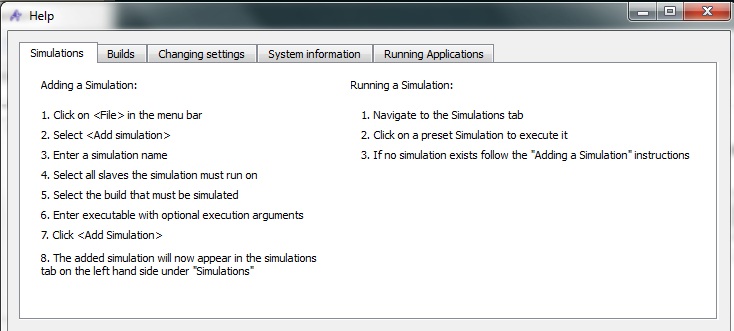 Help
Simulations
Builds
Changing settings
System information
Running Applications
Adding a Simulation:
1. Click on <File> in the menu bar
2. Select <Add simulation>
3. Enter a simulation name
4. Select all slaves the simulation must run on
5. Select the build that must be simulated
6. Enter executable with optional execution arguments
7. Click <Add Simulation>
8. The added simulation will now appear in the simulations
tab on the left hand side under "Simulations"
Running a Simulation:
1. Navigate to the Simulations tab
2. Click on a preset Simulation to execute it
3. If no simulation exists follow the "Adding a Simulation" instructions